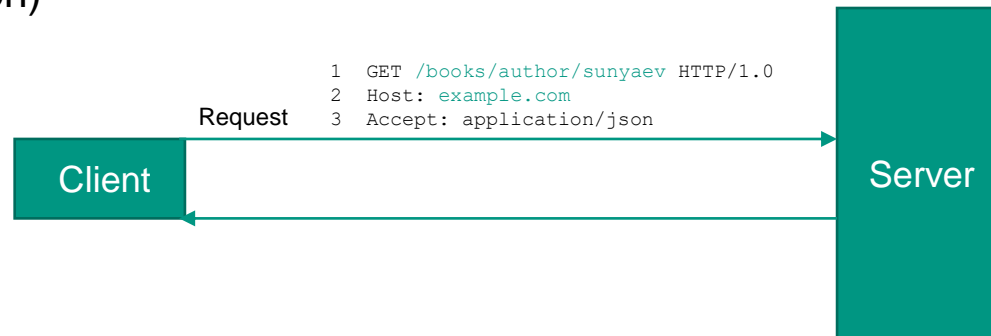 1 GET /books/author/sunyaev HTTP/1.0
2 Host: example.com
Request 3 Accept: application/json
Client
Server